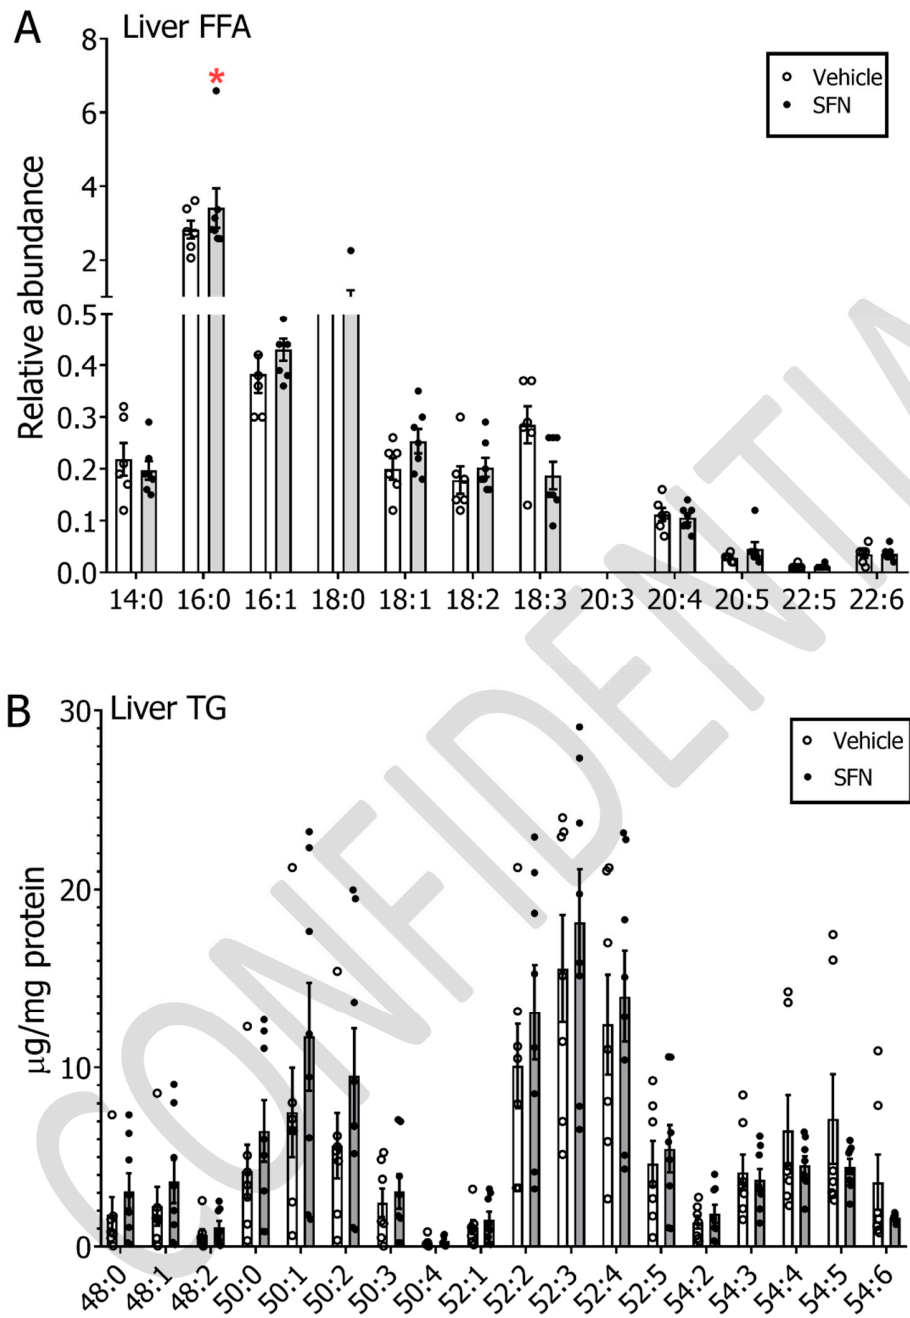 A Liver FFA
8
6
4
2
0.5
0.4
0.3
0.2
0.1
0.0
Relative abundance
*
Vehicle
SFN
14:0 16:0 16:1 18:0 18:1 18:2 18:3 20:3 20:4 20:5 22:5 22:6
B Liver TG
30
20
10
0
μg/mg protein
Vehicle
SFN
48:0 48:1 48:2 50:0 50:1 50:2 50:3 50:4 52:1 52:2 52:3 52:4 52:5 54:2 54:3 54:4 54:5 54:6
CONFIDENTIA